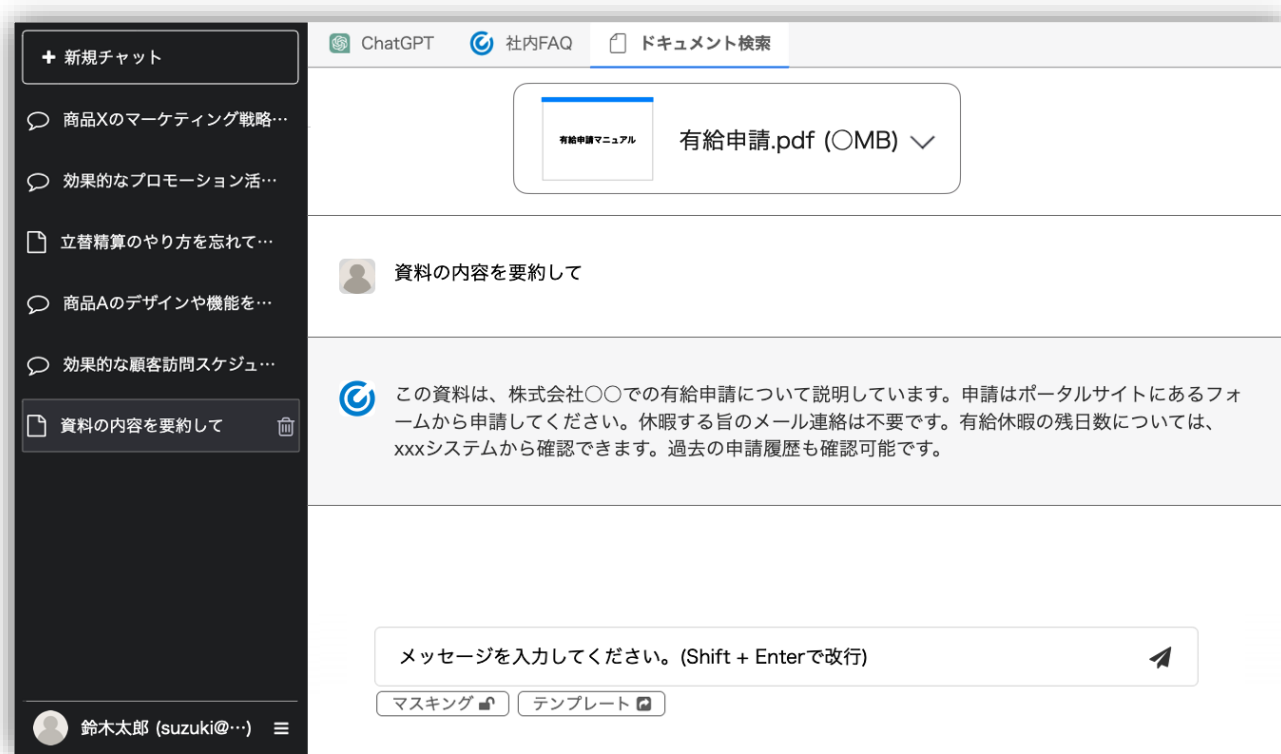 新規チャット
商品Xのマーケティング戦略…
効果的なプロモーション活…
立替精算のやり方を忘れて…
商品Aのデザインや機能を…
効果的な顧客訪問スケジュ…
資料の内容を要約して
鈴木太郎 (suzuki@…)
ChatGPT
社内FAQ
ドキュメント検索
有給申請マニュアル
有給申請.pdf (〇MB)
資料の内容を要約して
この資料は、株式会社〇〇での有給申請について説明しています。申請はポータルサイトにあるフォ
ームから申請してください。休暇する旨のメール連絡は不要です。有給休暇の残日数については、
xxxシステムから確認できます。過去の申請履歴も確認可能です。
メッセージを入力してください。(Shift + Enterで改行)
マスキング
テンプレート